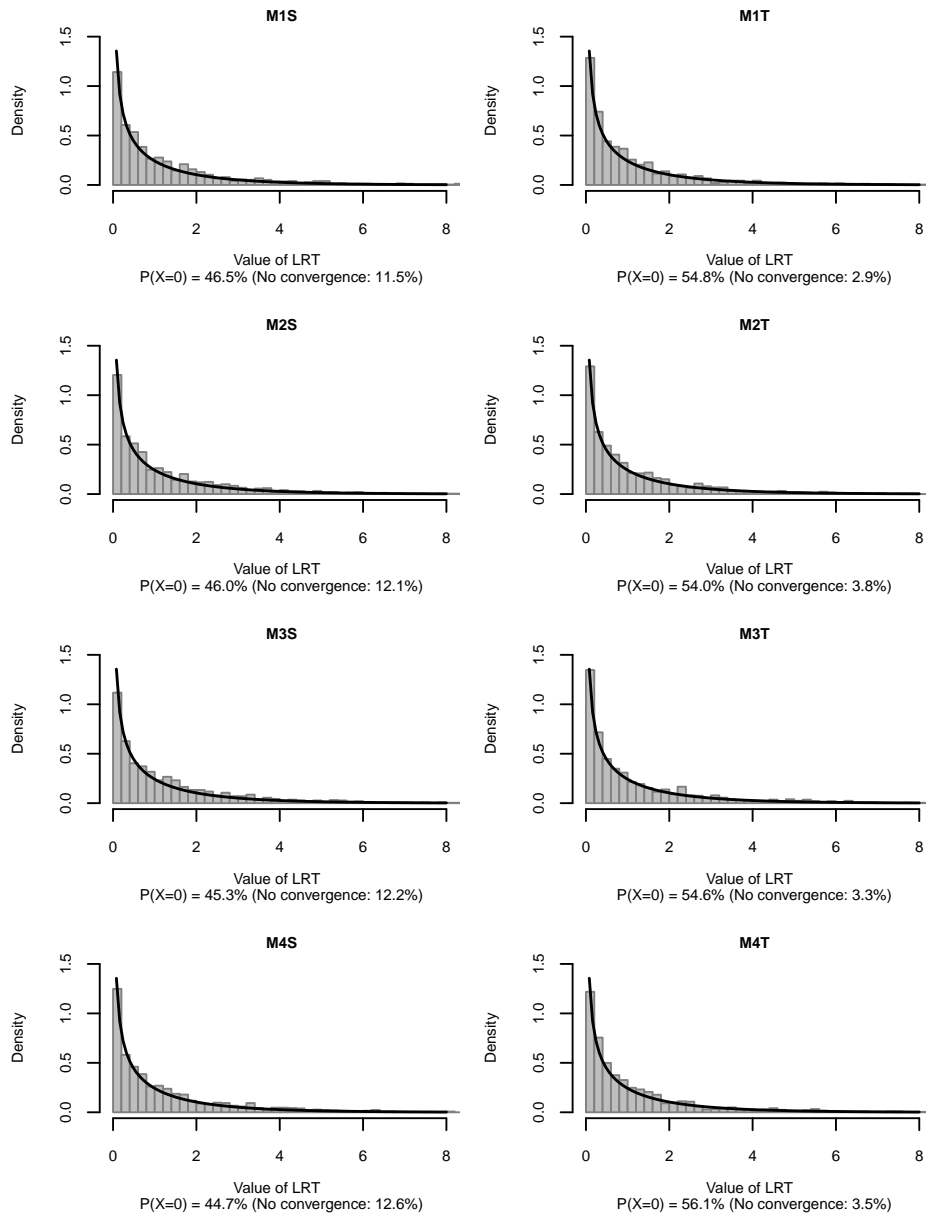 M1S
1.5
1.0
0.5
0.0
Density
0 2 4 6 8
Value of LRT
P(X=0) = 46.5% (No convergence: 11.5%)
M1T
1.5
1.0
0.5
0.0
Density
0 2 4 6 8
Value of LRT
P(X=0) = 54.8% (No convergence: 2.9%)
M2S
1.5
1.0
0.5
0.0
Density
0 2 4 6 8
Value of LRT
P(X=0) = 46.0% (No convergence: 12.1%)
M2T
1.5
1.0
0.5
0.0
Density
0 2 4 6 8
Value of LRT
P(X=0) = 54.0% (No convergence: 3.8%)
M3S
1.5
1.0
0.5
0.0
Density
0 2 4 6 8
Value of LRT
P(X=0) = 45.3% (No convergence: 12.2%)
M3T
1.5
1.0
0.5
0.0
Density
0 2 4 6 8
Value of LRT
P(X=0) = 54.6% (No convergence: 3.3%)
M4S
1.5
1.0
0.5
0.0
Density
0 2 4 6 8
Value of LRT
P(X=0) = 44.7% (No convergence: 12.6%)
M4T
1.5
1.0
0.5
0.0
Density
0 2 4 6 8
Value of LRT
P(X=0) = 56.1% (No convergence: 3.5%)